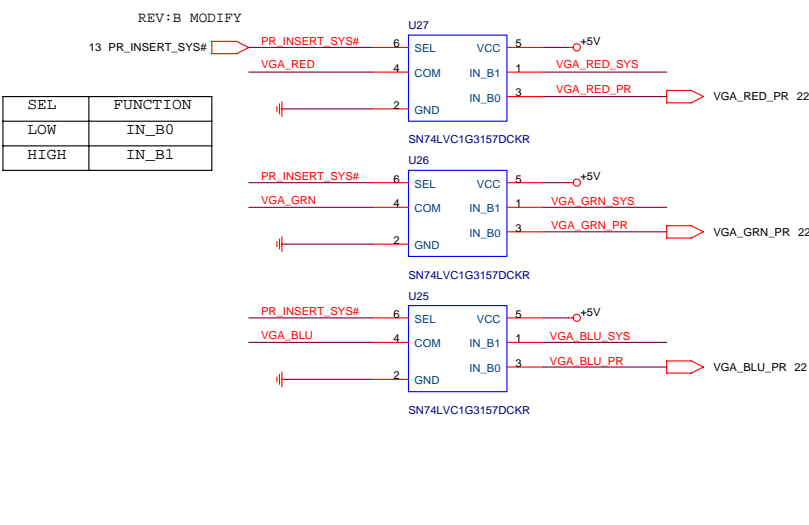 REV:B MODIFY
13 PR_INSERT_SYS#
SEL FUNCTION
LOW IN_B0
HIGH IN_B1
U27
PR_INSERT_SYS# 6 SEL VCC 5 +5V
VGA_RED 4 COM IN_B1 1 VGA_RED_SYS
IN_B0 3 VGA_RED_PR VGA_RED_PR 22
2 GND
SN74LVC1G3157DCKR
U26
PR_INSERT_SYS# 6 SEL VCC 5 +5V
VGA_GRN 4 COM IN_B1 1 VGA_GRN_SYS
IN_B0 3 VGA_GRN_PR VGA_GRN_PR 22
2 GND
SN74LVC1G3157DCKR
U25
PR_INSERT_SYS# 6 SEL VCC 5 +5V
VGA_BLU 4 COM IN_B1 1 VGA_BLU_SYS
IN_B0 3 VGA_BLU_PR VGA_BLU_PR 22
2 GND
SN74LVC1G3157DCKR